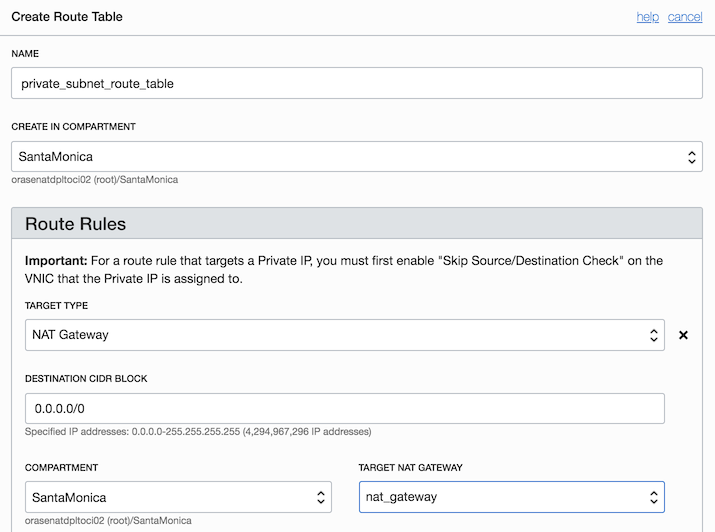 Create Route Table
help cancel
NAME
private_subnet_route_table
CREATE IN COMPARTMENT
SantaMonica
orasenatdpltoci02 (root)/SantaMonica
Route Rules
Important: For a route rule that targets a Private IP, you must first enable "Skip Source/Destination Check" on the
VNIC that the Private IP is assigned to.
TARGET TYPE
NAT Gateway
DESTINATION CIDR BLOCK
0.0.0.0/0
Specified IP addresses: 0.0.0.0-255.255.255.255 (4,294,967,296 IP addresses)
COMPARTMENT
TARGET NAT GATEWAY
SantaMonica
nat_gateway
orasenatdpltoci02 (root)/SantaMonica